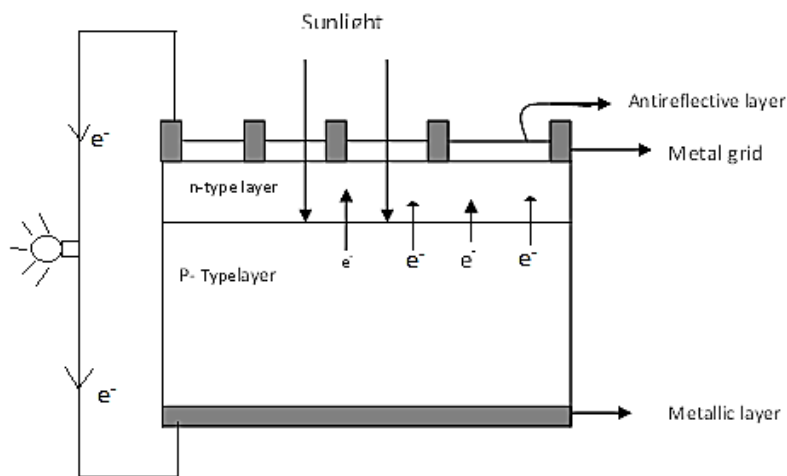 Sunlight
Antireflective layer
e⁻
Metal grid
n-type layer
e⁻ e⁻ e⁻ e⁻
P- Typelayer
e⁻
Metallic layer